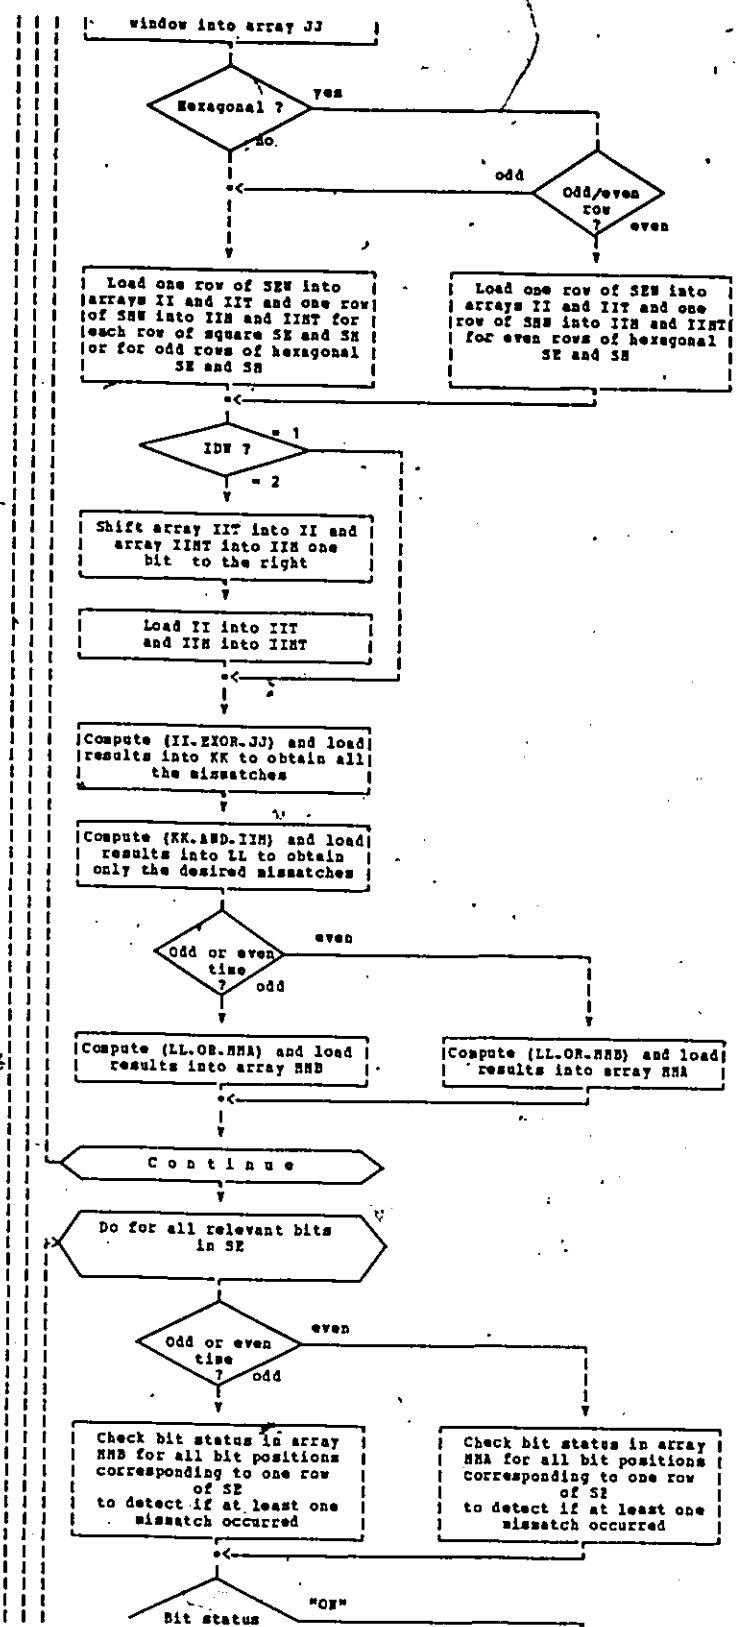 window into array JJ
Hexagonal ?
yes
no
odd
Odd/even
row
?
even
Load one row of SEW into
arrays II and IIT and one row
of SMW into IIM and IIMT for
each row of square SE and SM
or for odd rows of hexagonal
SE and SM
Load one row of SEW into
arrays II and IIT and one
row of SMW into IIM and IIMT
for even rows of hexagonal
SE and SM
= 1
IDW ?
= 2
Shift array IIT into II and
array IIMT into IIM one
bit to the right
Load II into IIT
and IIM into IIMT
Compute (II.EXOR.JJ) and load
results into KK to obtain all
the mismatches
Compute (KK.AND.IIM) and load
results into LL to obtain
only the desired mismatches
even
Odd or even
time
?
odd
Compute (LL.OR.MMA) and load
results into array MMB
Compute (LL.OR.MMB) and load
results into array MMA
C o n t i n u e
Do for all relevant bits
in SE
even
Odd or even
time
?
odd
Check bit status in array
MMB for all bit positions
corresponding to one row
of SE
to detect if at least one
mismatch occurred
Check bit status in array
MMA for all bit positions
corresponding to one row
of SE
to detect if at least one
mismatch occurred
"ON"
Bit status